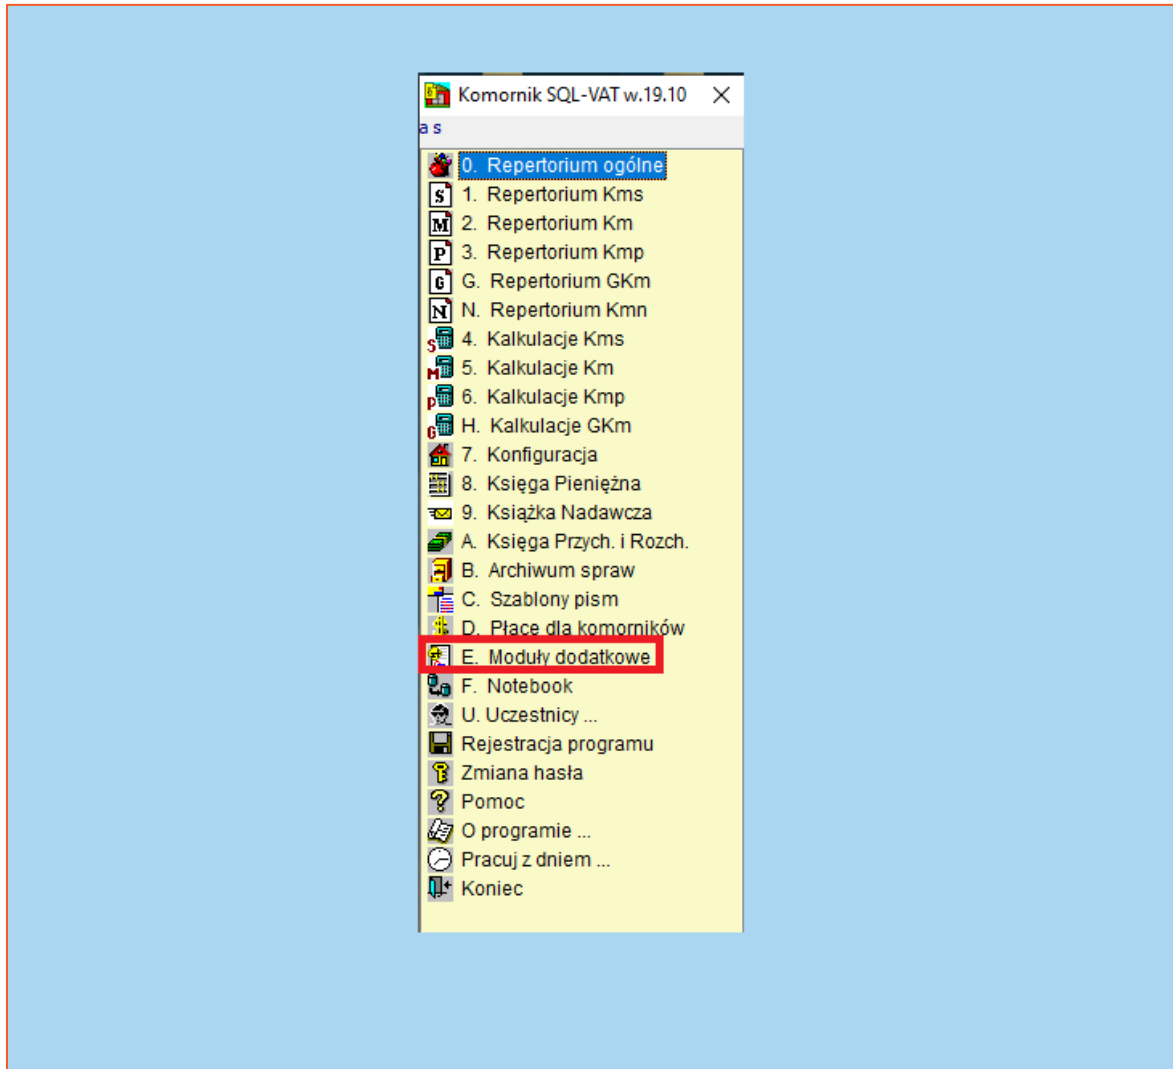 Komornik SQL-VAT w.19.10
a s
0. Repertorium ogólne
1. Repertorium Kms
2. Repertorium Km
3. Repertorium Kmp
G. Repertorium GKm
N. Repertorium Kmn
4. Kalkulacje Kms
5. Kalkulacje Km
6. Kalkulacje Kmp
H. Kalkulacje GKm
7. Konfiguracja
8. Księga Pieniężna
9. Książka Nadawcza
A. Księga Przych. i Rozch.
B. Archiwum spraw
C. Szablony pism
D. Płace dla komorników
E. Moduły dodatkowe
F. Notebook
U. Uczestnicy ...
Rejestracja programu
Zmiana hasła
Pomoc
O programie ...
Pracuj z dniem ...
Koniec